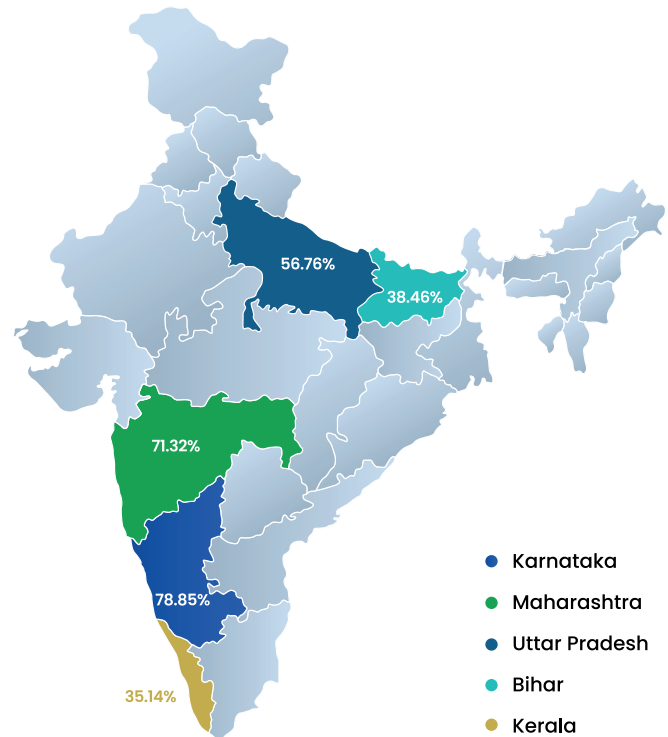 56.76%
38.46%
71.32%
78.85%
35.14%
Karnataka
Maharashtra
Uttar Pradesh
Bihar
Kerala